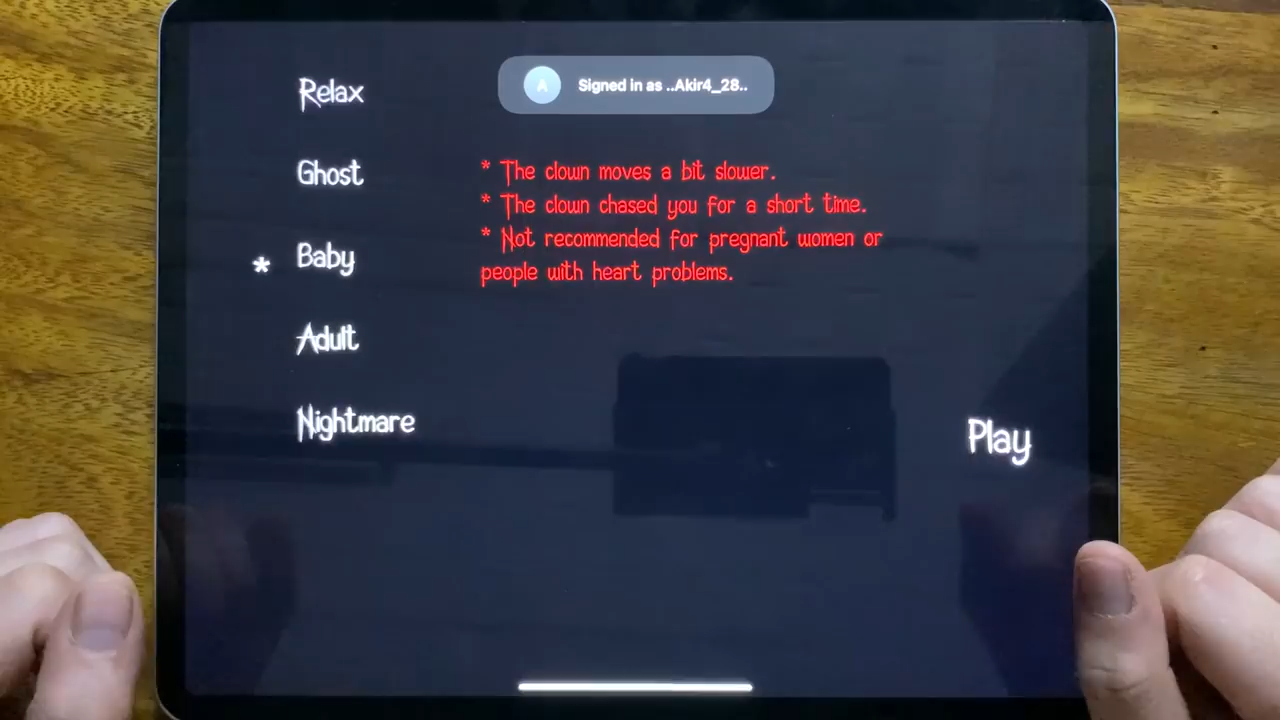 A Signed in as ..Akir4_28..
Relax
Ghost
* Baby
Adult
Nightmare
* The clown moves a bit slower.
* The clown chased you for a short time.
* Not recommended for pregnant women or
people with heart problems.
Play